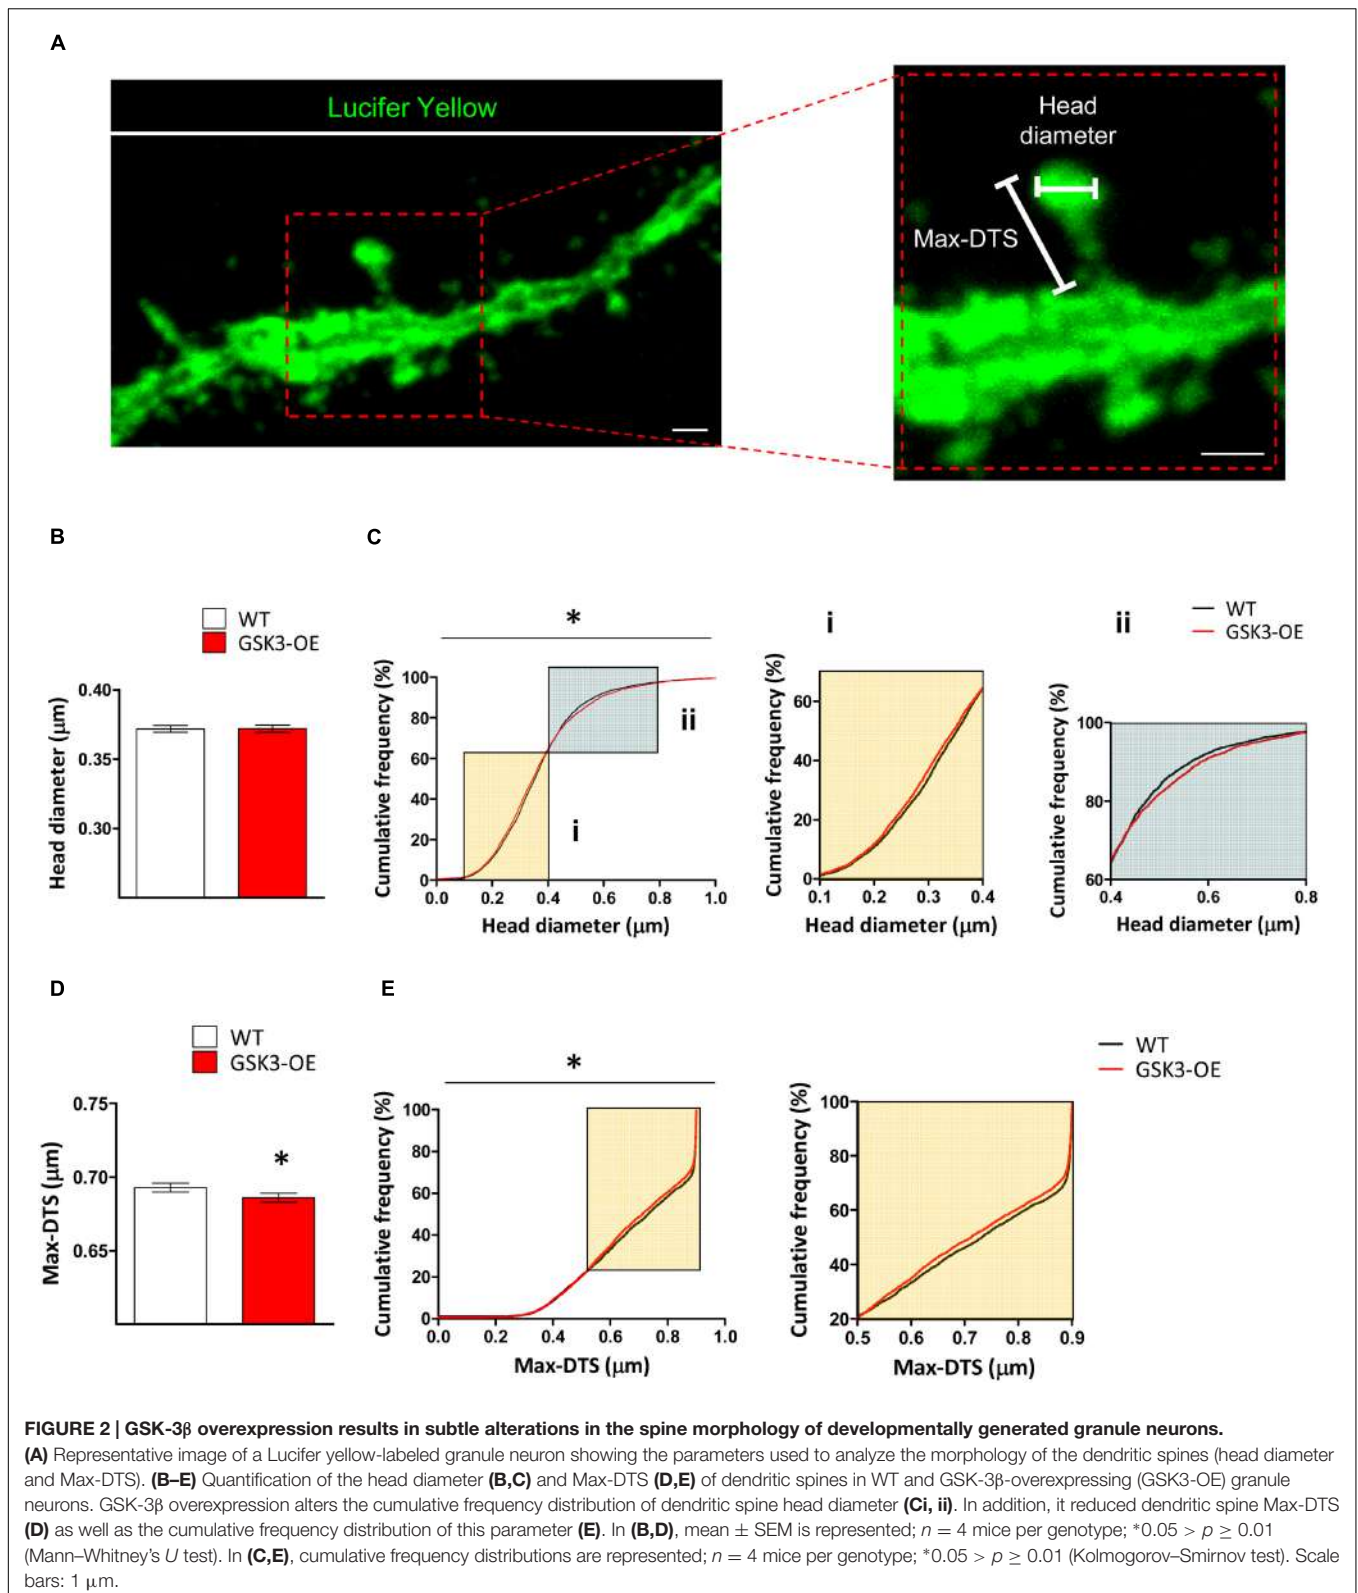 A
Lucifer Yellow
Head
diameter
Max-DTS
B
C
WT
GSK3-OE
Head diameter (μm)
0.40
0.35
0.30
*
Cumulative frequency (%)
100
80
60
40
20
0
0.0 0.2 0.4 0.6 0.8 1.0
Head diameter (μm)
i
ii
i
Cumulative frequency (%)
60
40
20
0
0.1 0.2 0.3 0.4
Head diameter (μm)
ii
WT
GSK3-OE
Cumulative frequency (%)
100
80
60
0.4 0.6 0.8
Head diameter (μm)
D
E
WT
GSK3-OE
Max-DTS (μm)
0.75
0.70
0.65
*
*
Cumulative frequency (%)
100
80
60
40
20
0
0.0 0.2 0.4 0.6 0.8 1.0
Max-DTS (μm)
WT
GSK3-OE
Cumulative frequency (%)
100
80
60
40
20
0.5 0.6 0.7 0.8 0.9
Max-DTS (μm)
FIGURE 2 | GSK-3β overexpression results in subtle alterations in the spine morphology of developmentally generated granule neurons.
(A) Representative image of a Lucifer yellow-labeled granule neuron showing the parameters used to analyze the morphology of the dendritic spines (head diameter
and Max-DTS). (B–E) Quantification of the head diameter (B,C) and Max-DTS (D,E) of dendritic spines in WT and GSK-3β-overexpressing (GSK3-OE) granule
neurons. GSK-3β overexpression alters the cumulative frequency distribution of dendritic spine head diameter (Ci, ii). In addition, it reduced dendritic spine Max-DTS
(D) as well as the cumulative frequency distribution of this parameter (E). In (B,D), mean ± SEM is represented; n = 4 mice per genotype; *0.05 > p ≥ 0.01
(Mann–Whitney's U test). In (C,E), cumulative frequency distributions are represented; n = 4 mice per genotype; *0.05 > p ≥ 0.01 (Kolmogorov–Smirnov test). Scale
bars: 1 μm.